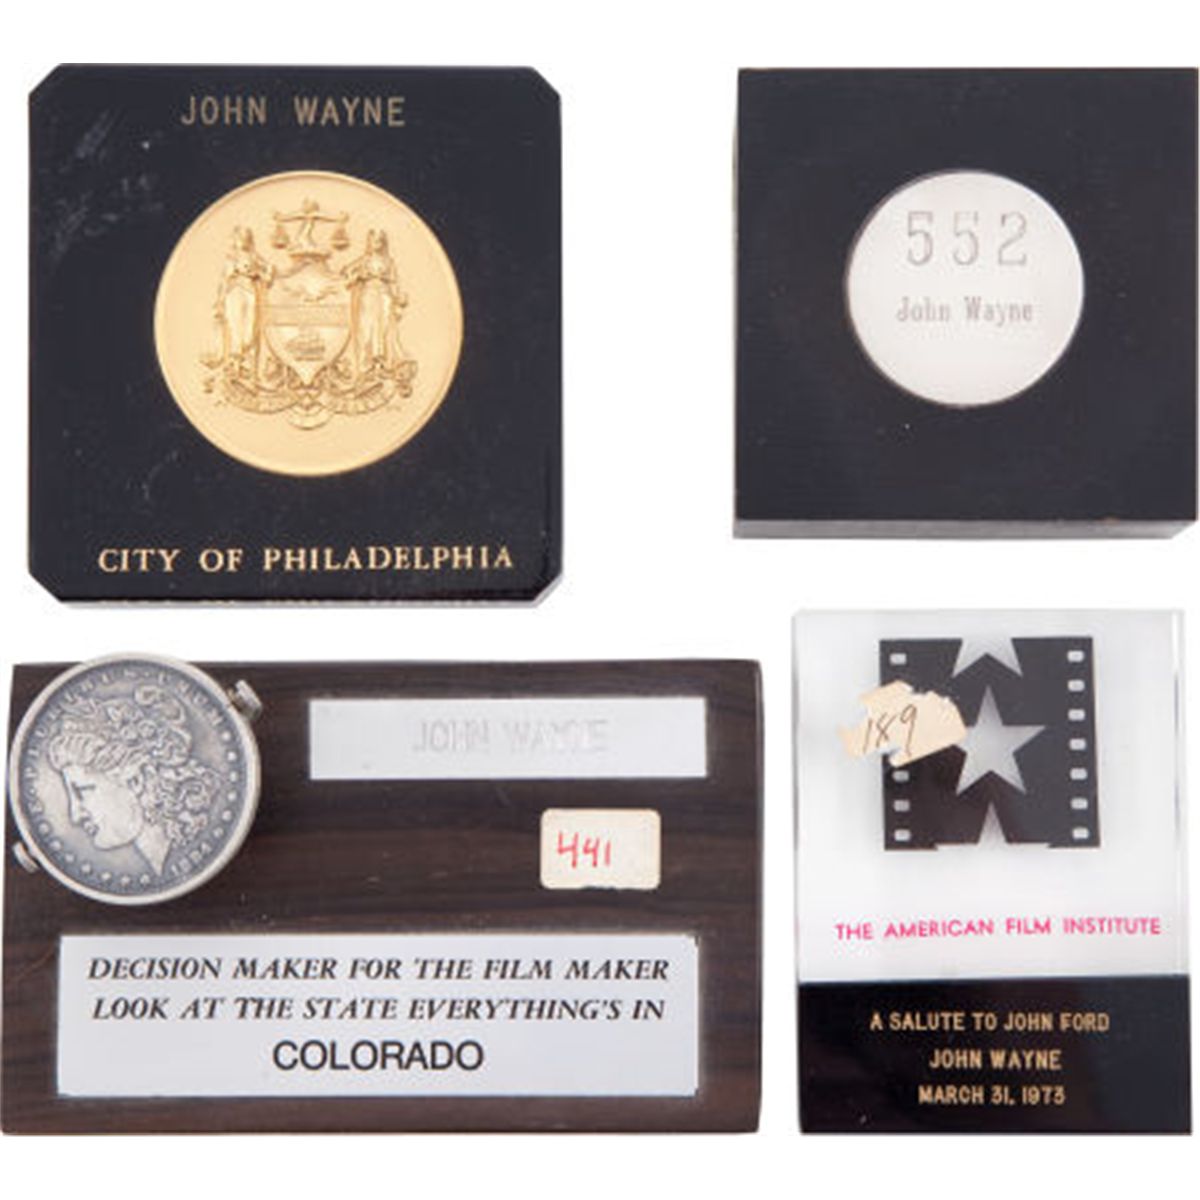 JOHN WAYNE
CITY OF PHILADELPHIA
552
John Wayne
JOHN WAYNE
441
DECISION MAKER FOR THE FILM MAKER
LOOK AT THE STATE EVERYTHING'S IN
COLORADO
189
THE AMERICAN FILM INSTITUTE
A SALUTE TO JOHN FORD
JOHN WAYNE
MARCH 31, 1973